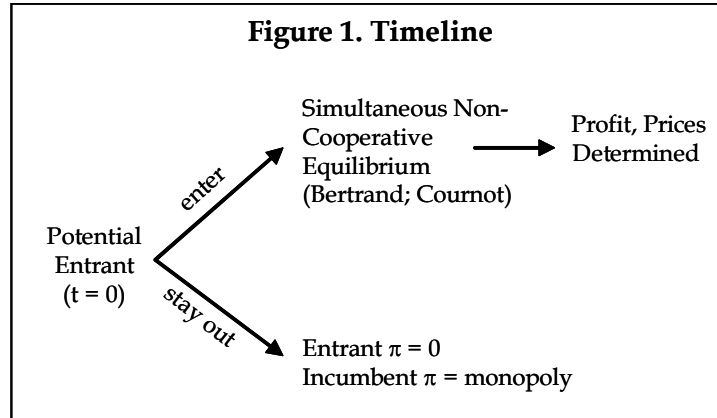 Figure 1. Timeline
Simultaneous Non-
Cooperative
Equilibrium
(Bertrand; Cournot)
Profit, Prices
Determined
enter
Potential
Entrant
(t = 0)
stay out
Entrant π = 0
Incumbent π = monopoly